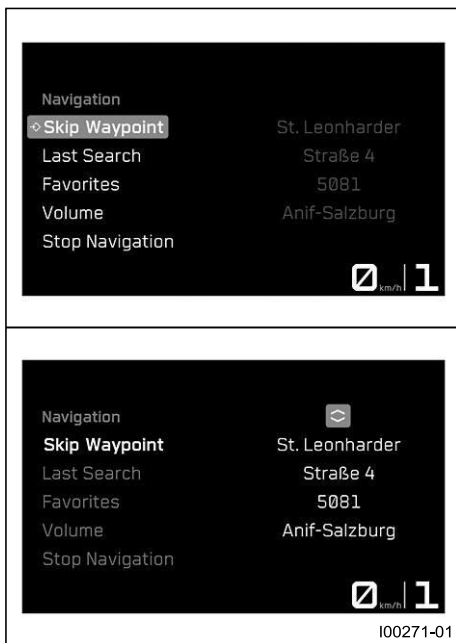 Navigation
Skip Waypoint St. Leonharder
Last Search Straße 4
Favorites 5081
Volume Anif-Salzburg
Stop Navigation
0 km/h 1
Navigation
Skip Waypoint St. Leonharder
Last Search Straße 4
Favorites 5081
Volume Anif-Salzburg
Stop Navigation
0 km/h 1
I00271-01